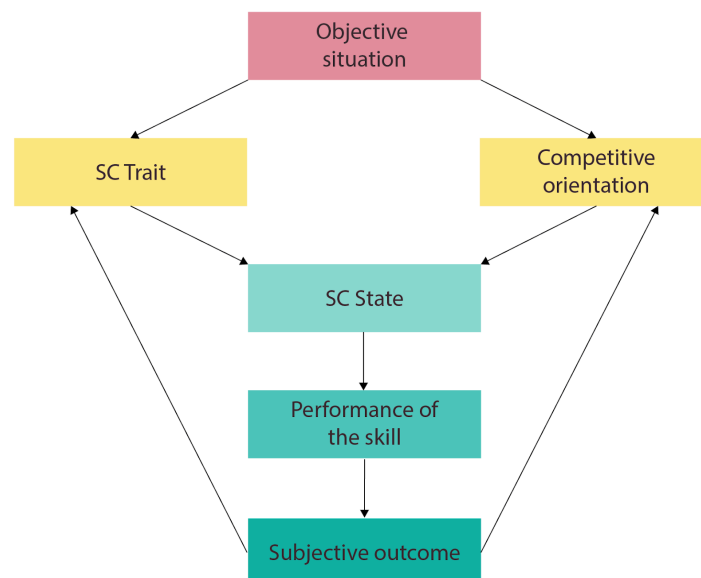 Objective
situation
SC Trait
Competitive
orientation
SC State
Performance of
the skill
Subjective outcome